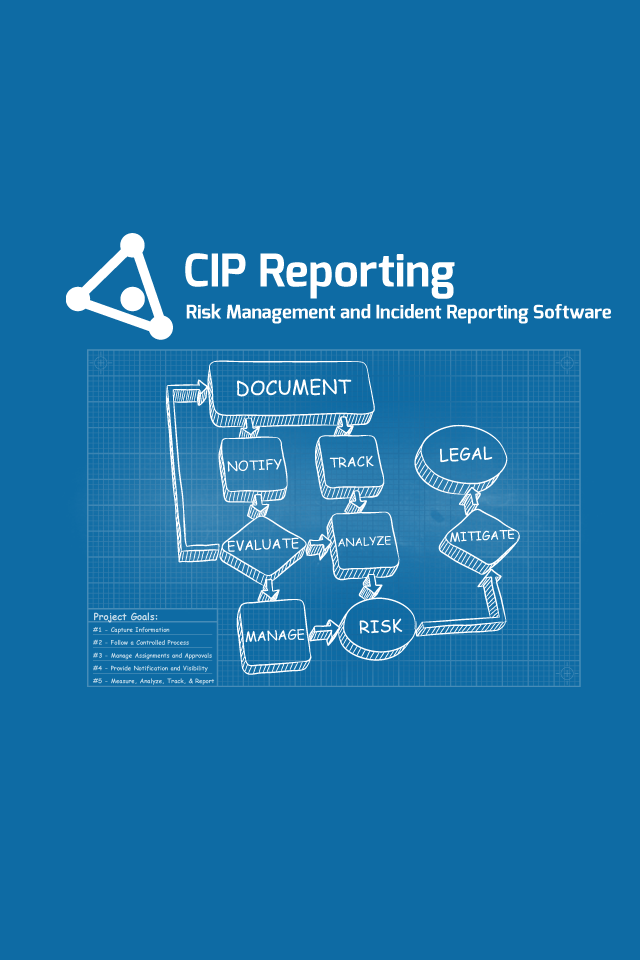 CIP Reporting
Risk Management and Incident Reporting Software
DOCUMENT
NOTIFY
TRACK
LEGAL
EVALUATE
ANALYZE
MITIGATE
MANAGE
RISK
Project Goals:
#1 - Capture Information
#2 - Follow a Controlled Process
#3 - Manage Assignments and Approvals
#4 - Provide Notification and Visibility
#5 - Measure, Analyze, Track, & Report